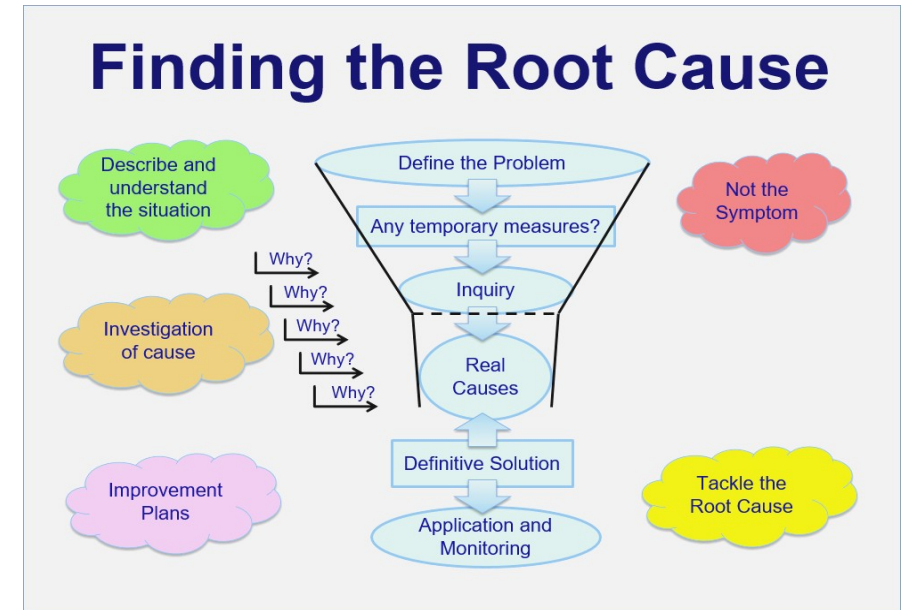 Finding the Root Cause
Describe and
understand
the situation
Define the Problem
Not the
Symptom
Any temporary measures?
Why?
Why?
Inquiry
Investigation
of cause
Why?
Why?
Why?
Real
Causes
Definitive Solution
Improvement
Plans
Tackle the
Root Cause
Application and
Monitoring